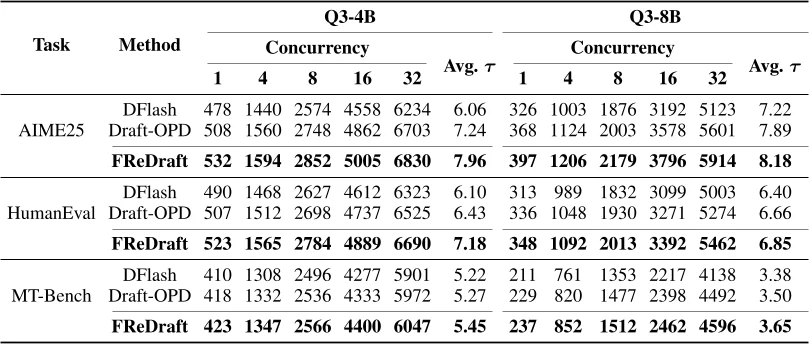 Q3-4B Q3-8B
Task Method Concurrency Avg. τ Concurrency Avg. τ
1 4 8 16 32 1 4 8 16 32
DFlash 478 1440 2574 4558 6234 6.06 326 1003 1876 3192 5123 7.22
AIME25 Draft-OPD 508 1560 2748 4862 6703 7.24 368 1124 2003 3578 5601 7.89
FReDraft 532 1594 2852 5005 6830 7.96 397 1206 2179 3796 5914 8.18
DFlash 490 1468 2627 4612 6323 6.10 313 989 1832 3099 5003 6.40
HumanEval Draft-OPD 507 1512 2698 4737 6525 6.43 336 1048 1930 3271 5274 6.66
FReDraft 523 1565 2784 4889 6690 7.18 348 1092 2013 3392 5462 6.85
DFlash 410 1308 2496 4277 5901 5.22 211 761 1353 2217 4138 3.38
MT-Bench Draft-OPD 418 1332 2536 4333 5972 5.27 229 820 1477 2398 4492 3.50
FReDraft 423 1347 2566 4400 6047 5.45 237 852 1512 2462 4596 3.65